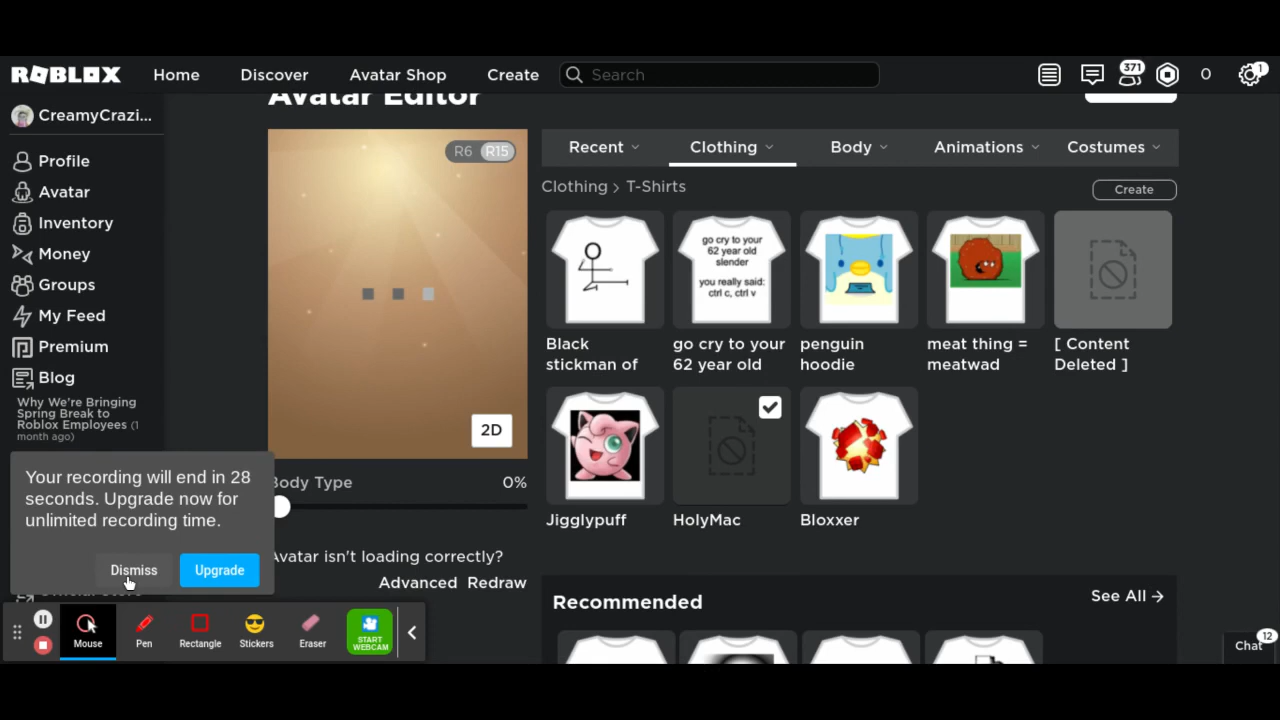 ROBLOX Home Discover Avatar Shop Create Search 371 0 1
CreamyCrazi...
Profile
Avatar
Inventory
Money
Groups
My Feed
Premium
Blog
Why We're Bringing
Spring Break to
Roblox Employees (1
month ago)
Avatar Editor
R6 R15
2D
Body Type 0%
Avatar isn't loading correctly?
Advanced Redraw
Recent Clothing Body Animations Costumes
Clothing > T-Shirts
Create
go cry to your
62 year old
slender
you really said:
ctrl c, ctrl v
Black
stickman of
go cry to your
62 year old
penguin
hoodie
meat thing =
meatwad
[ Content
Deleted ]
Jigglypuff
HolyMac
Bloxxer
Recommended
See All →
Your recording will end in 28
seconds. Upgrade now for
unlimited recording time.
Dismiss Upgrade
Official Store
Mouse Pen Rectangle Stickers Eraser START
WEBCAM
Chat 12